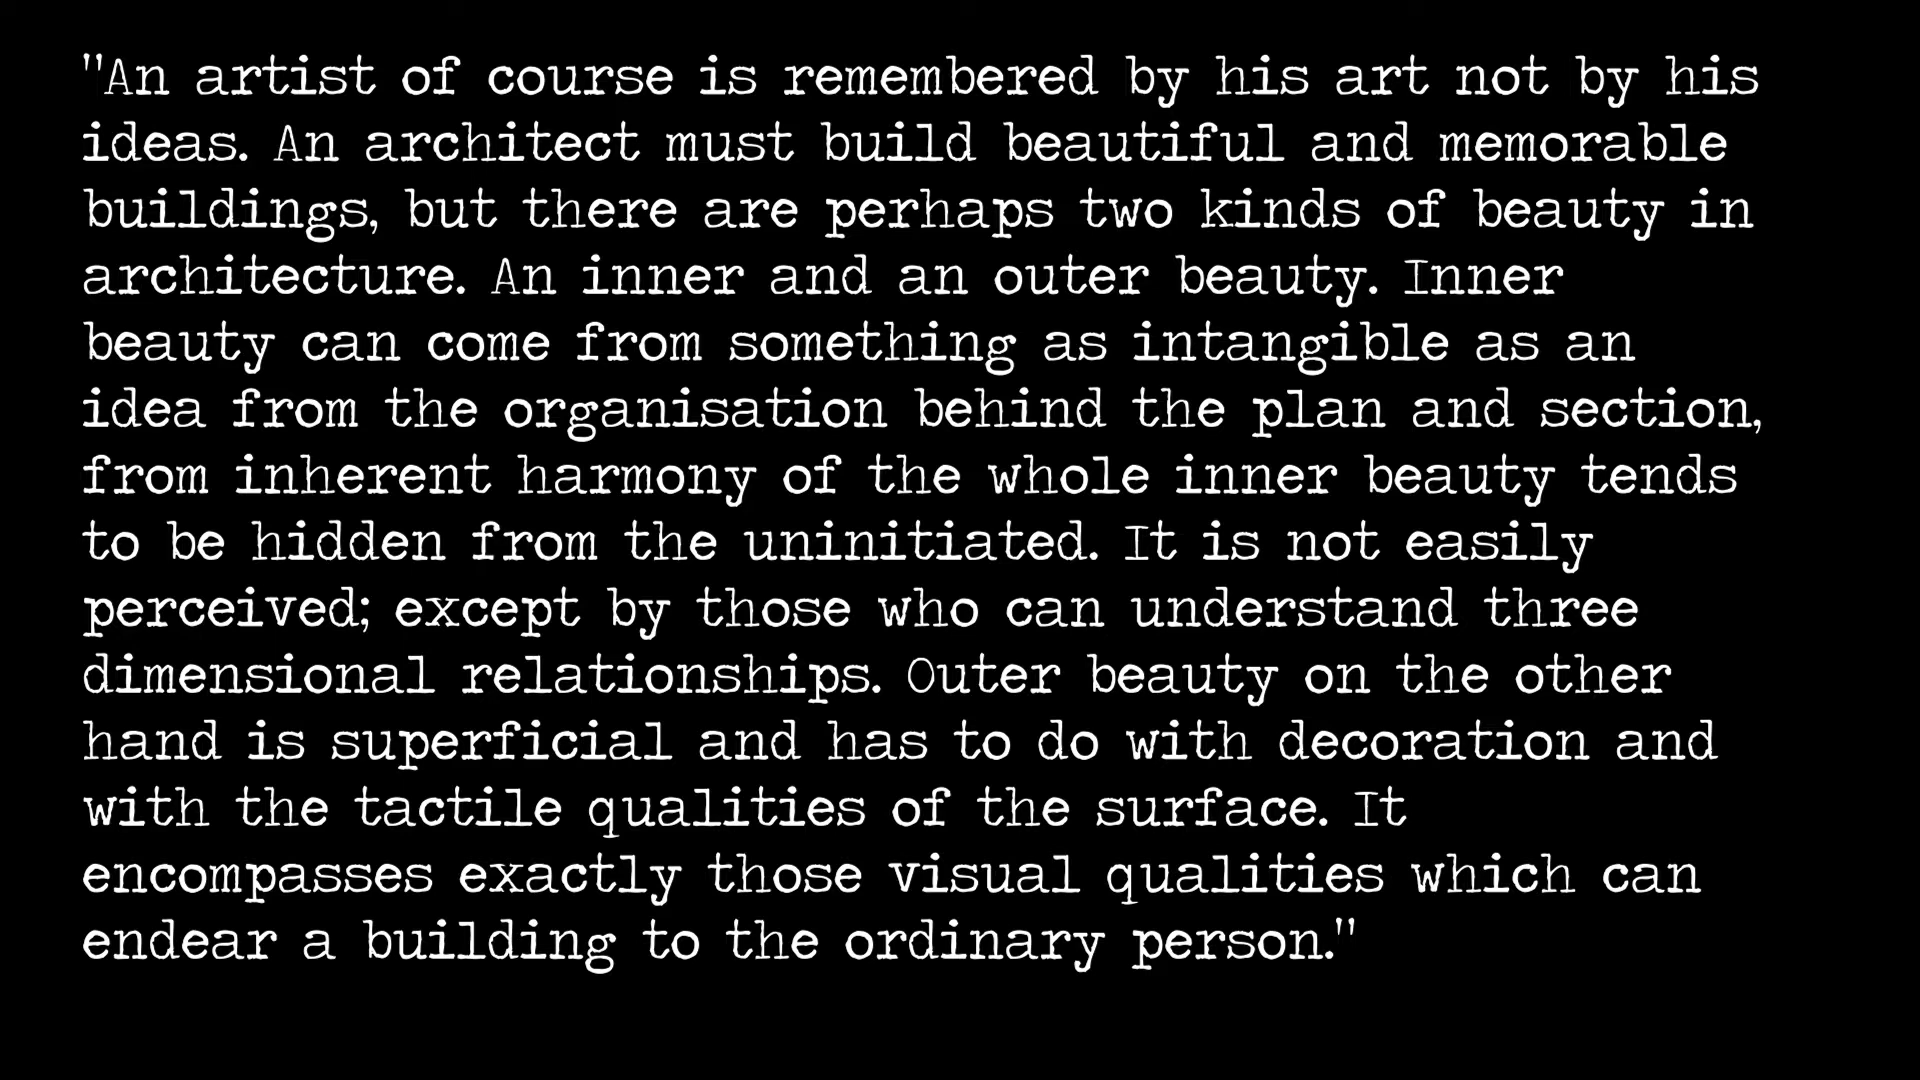 "An artist of course is remembered by his art not by his
ideas. An architect must build beautiful and memorable
buildings, but there are perhaps two kinds of beauty in
architecture. An inner and an outer beauty. Inner
beauty can come from something as intangible as an
idea from the organisation behind the plan and section,
from inherent harmony of the whole inner beauty tends
to be hidden from the uninitiated. It is not easily
perceived; except by those who can understand three
dimensional relationships. Outer beauty on the other
hand is superficial and has to do with decoration and
with the tactile qualities of the surface. It
encompasses exactly those visual qualities which can
endear a building to the ordinary person."